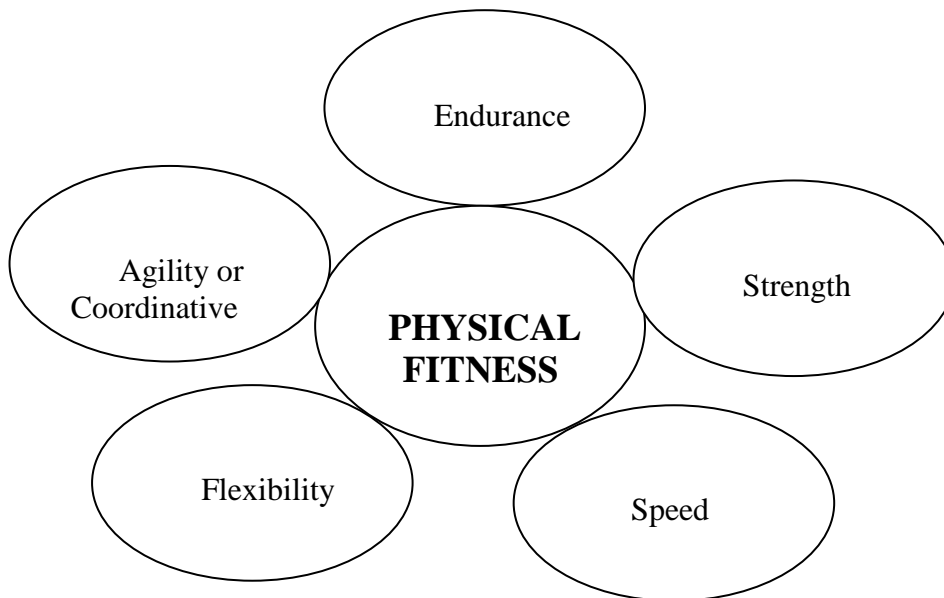 Endurance
Agility or
Coordinative
Strength
PHYSICAL
FITNESS
Flexibility
Speed